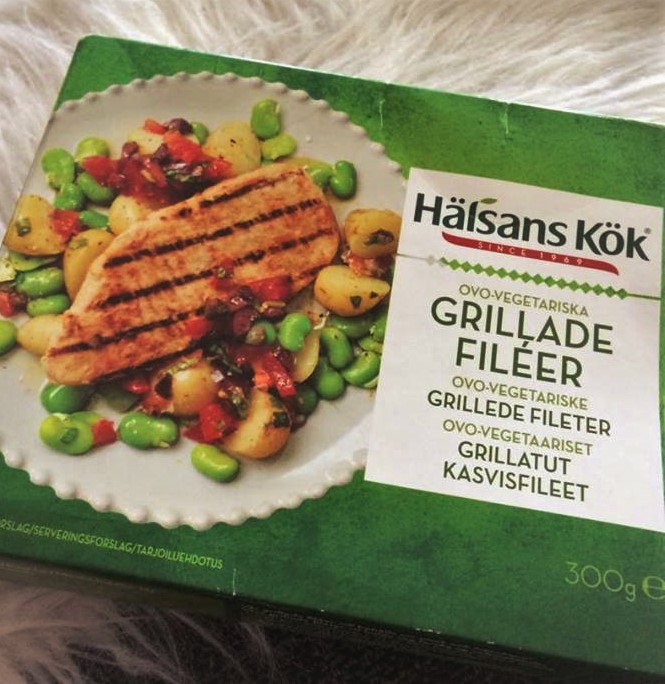 Hälsans Kök®
SINCE 1969
OVO-VEGETARISKA
GRILLADE
FILÉER
OVO-VEGETARISKE
GRILLEDE FILETER
OVO-VEGETAARISET
GRILLATUT
KASVISFILEET
RSLAG/SERVERINGSFORSLAG/TARJOILUEHDOTUS
300g e